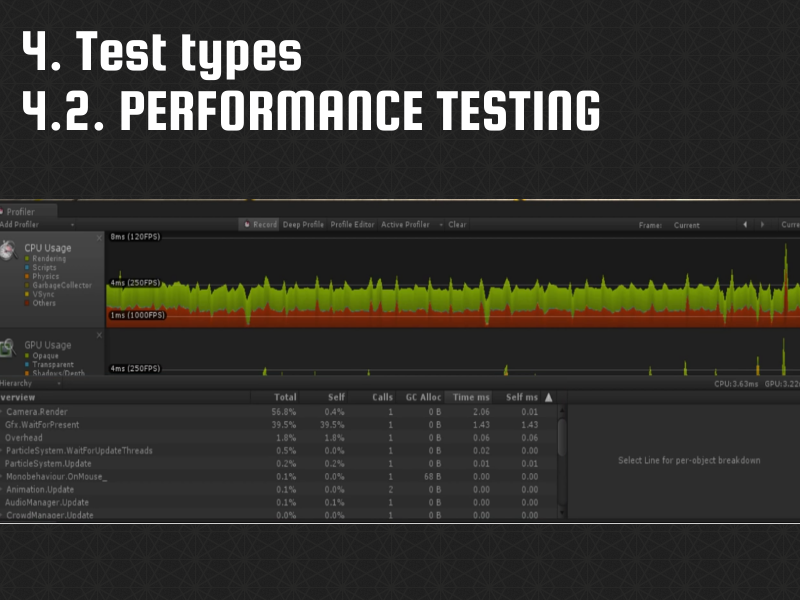 4. Test types
4.2. PERFORMANCE TESTING
Profiler
Add Profiler
Record Deep Profile Profile Editor Active Profiler Clear Frame: Current
CPU Usage
Rendering
Scripts
Physics
GarbageCollector
VSync
Others
8ms (120FPS)
4ms (250FPS)
1ms (1000FPS)
GPU Usage
Opaque
Transparent
Shadows/Depth
4ms (250FPS)
Hierarchy CPU:3.63ms GPU:3.22
verview Total Self Calls GC Alloc Time ms Self ms
Camera.Render 56.8% 0.4% 1 0 B 2.06 0.01
Gfx.WaitForPresent 39.5% 39.5% 1 0 B 1.43 1.43
Overhead 1.8% 1.8% 1 0 B 0.06 0.06
ParticleSystem.WaitForUpdateThreads 0.5% 0.0% 1 0 B 0.02 0.00
ParticleSystem.Update 0.2% 0.2% 1 0 B 0.01 0.01
Monobehaviour.OnMouse_ 0.1% 0.0% 1 68 B 0.00 0.00
Animation.Update 0.1% 0.0% 2 0 B 0.00 0.00
AudioManager.Update 0.1% 0.1% 1 0 B 0.00 0.00
CrowdManager.Update 0.0% 0.0% 1 0 B 0.00 0.00
Select Line for per-object breakdown